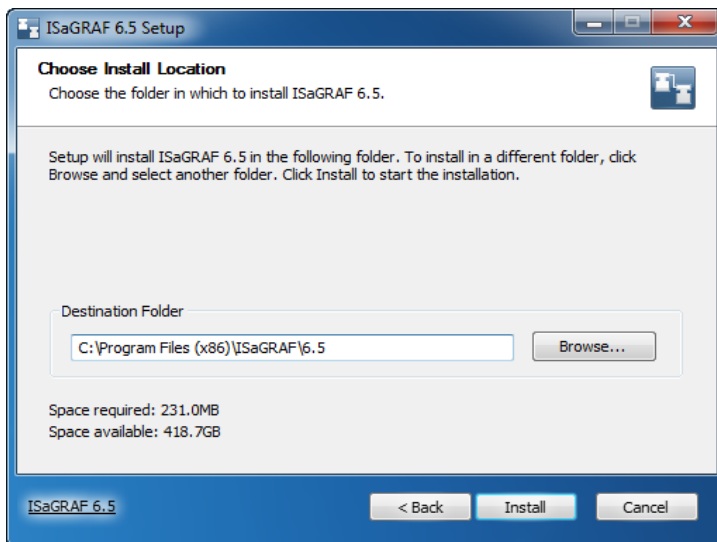 ISaGRAF 6.5 Setup
Choose Install Location
Choose the folder in which to install ISaGRAF 6.5.
Setup will install ISaGRAF 6.5 in the following folder. To install in a different folder, click
Browse and select another folder. Click Install to start the installation.
Destination Folder
C:\Program Files (x86)\ISaGRAF\6.5
Browse...
Space required: 231.0MB
Space available: 418.7GB
ISaGRAF 6.5
< Back
Install
Cancel